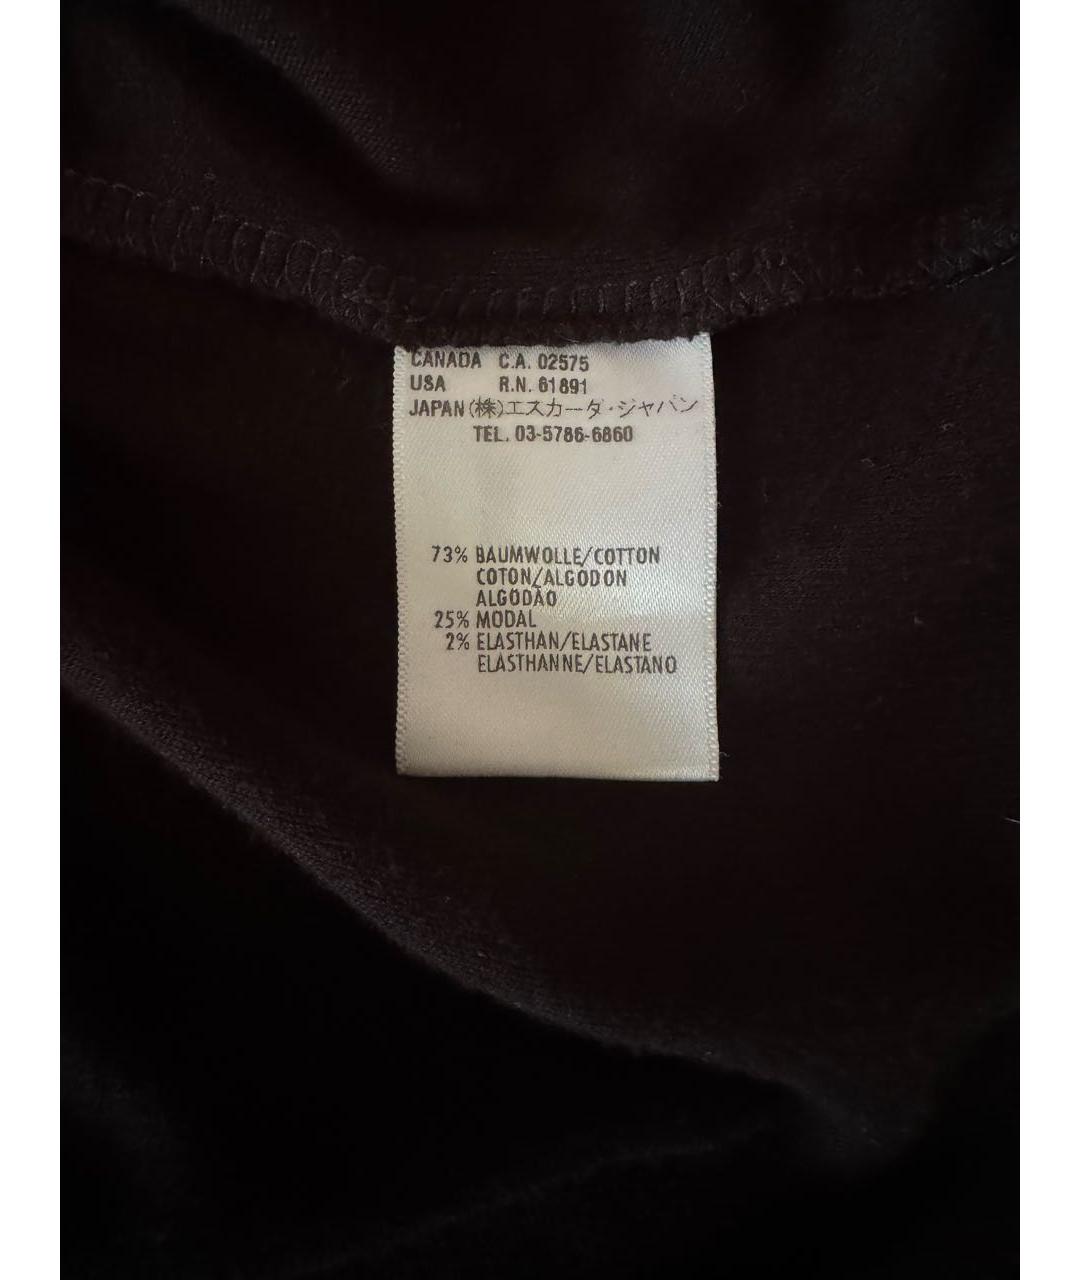 CANADA C.A. 02575
USA R.N. 61891
JAPAN (株)エスカーダ・ジャパン
TEL. 03-5786-6860
73% BAUMWOLLE/COTTON
COTON/ALGODON
ALGODÃO
25% MODAL
2% ELASTHAN/ELASTANE
ELASTHANNE/ELASTANO